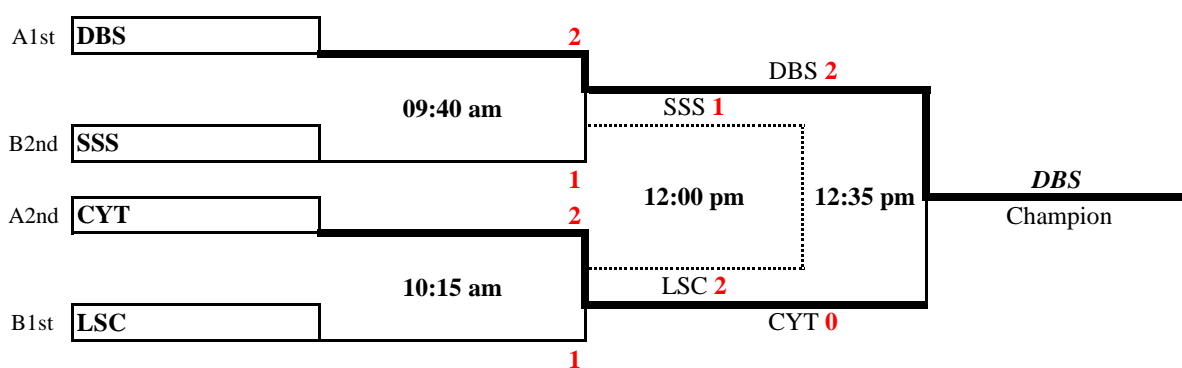 A1st DBS 2
DBS 2
09:40 am SSS 1
B2nd SSS
1
12:00 pm 12:35 pm DBS
A2nd CYT 2 Champion
10:15 am LSC 2
B1st LSC CYT 0
1